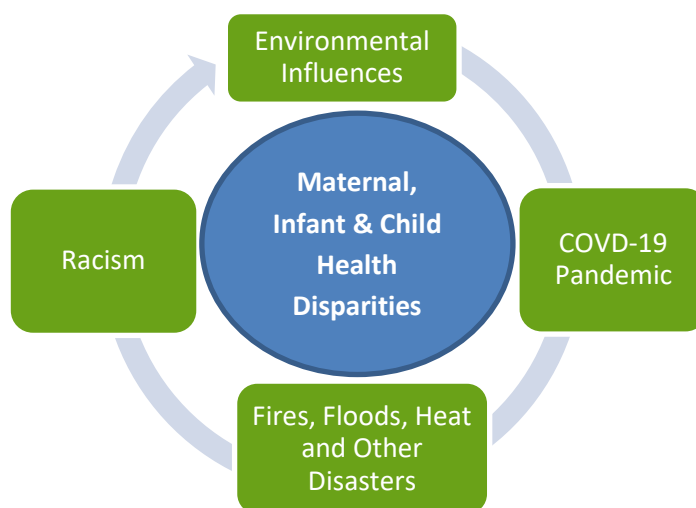 Environmental
Influences
Maternal,
Infant & Child
Health
Disparities
Racism
COVD-19
Pandemic
Fires, Floods, Heat
and Other
Disasters